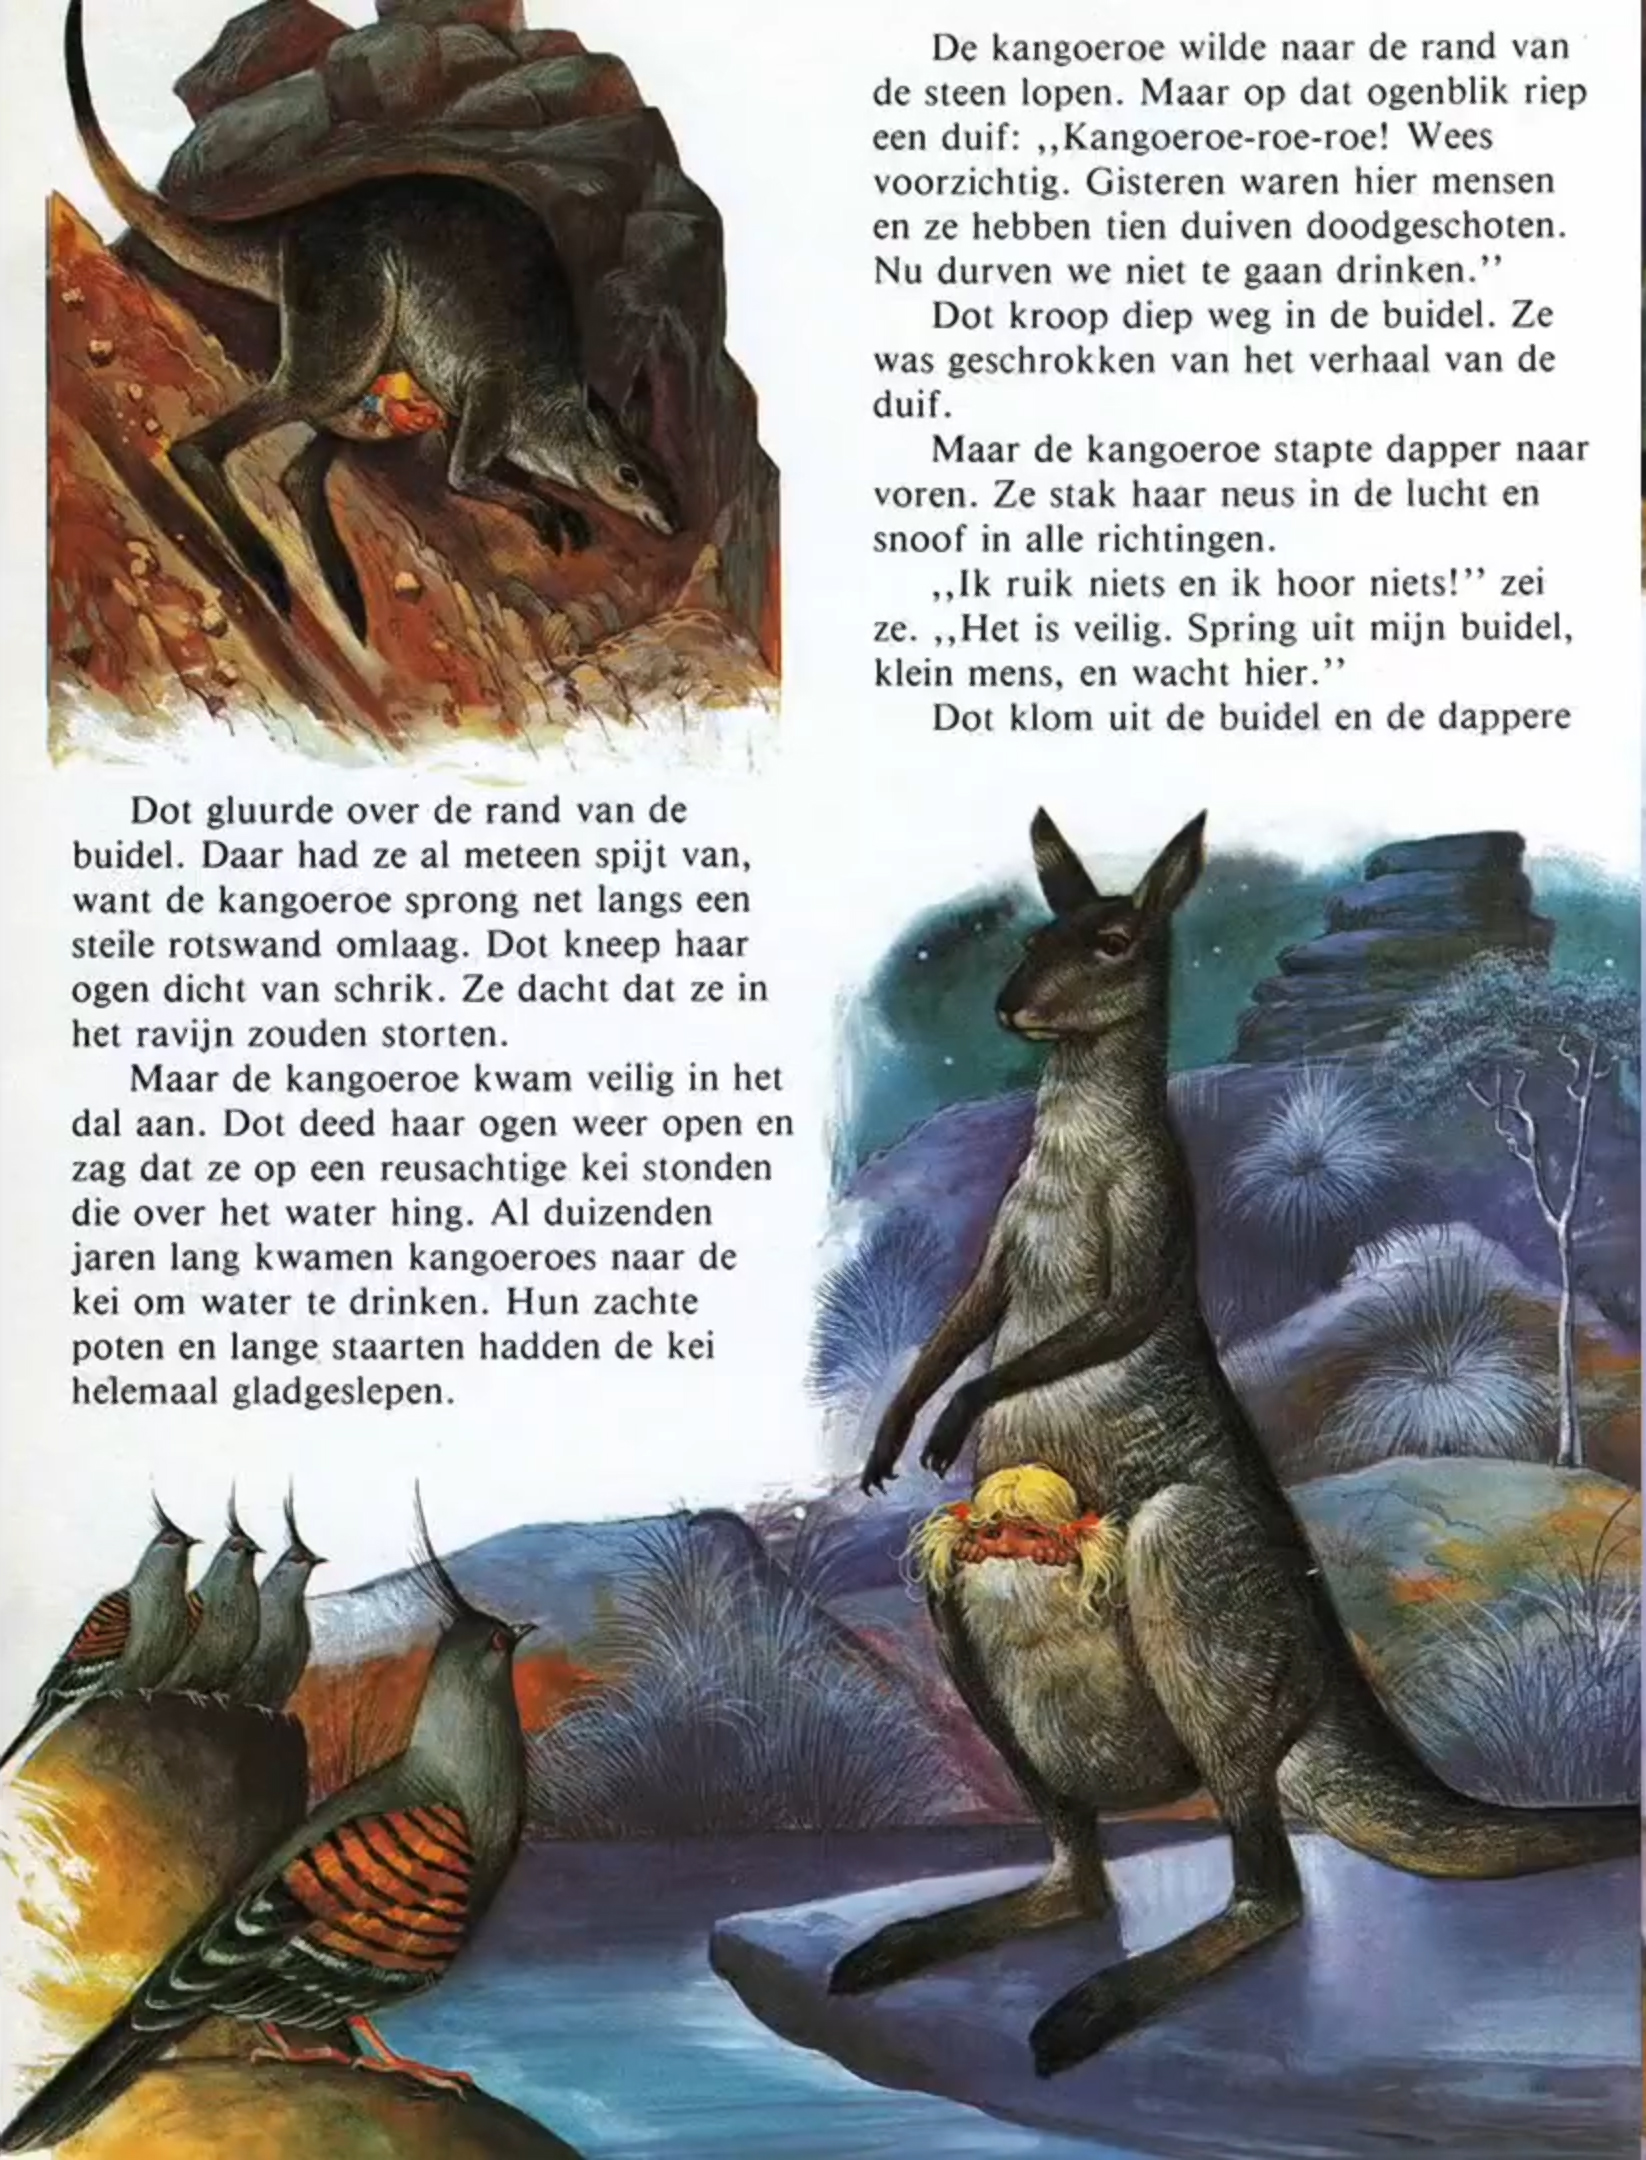 Dot gluurde over de rand van de
buidel. Daar had ze al meteen spijt van,
want de kangoeroe sprong net langs een
steile rotswand omlaag. Dot kneep haar
ogen dicht van schrik. Ze dacht dat ze in
het ravijn zouden storten.
Maar de kangoeroe kwam veilig in het
dal aan. Dot deed haar ogen weer open en
zag dat ze op een reusachtige kei stonden
die over het water hing. Al duizenden
jaren lang kwamen kangoeroes naar de
kei om water te drinken. Hun zachte
poten en lange staarten hadden de kei
helemaal gladgeslepen.
De kangoeroe wilde naar de rand van
de steen lopen. Maar op dat ogenblik riep
een duif: ,,Kangoeroe-roe-roe! Wees
voorzichtig. Gisteren waren hier mensen
en ze hebben tien duiven doodgeschoten.
Nu durven we niet te gaan drinken.’’
Dot kroop diep weg in de buidel. Ze
was geschrokken van het verhaal van de
duif.
Maar de kangoeroe stapte dapper naar
voren. Ze stak haar neus in de lucht en
snoof in alle richtingen.
,,Ik ruik niets en ik hoor niets!’’ zei
ze. ,,Het is veilig. Spring uit mijn buidel,
klein mens, en wacht hier.’’
Dot klom uit de buidel en de dappere